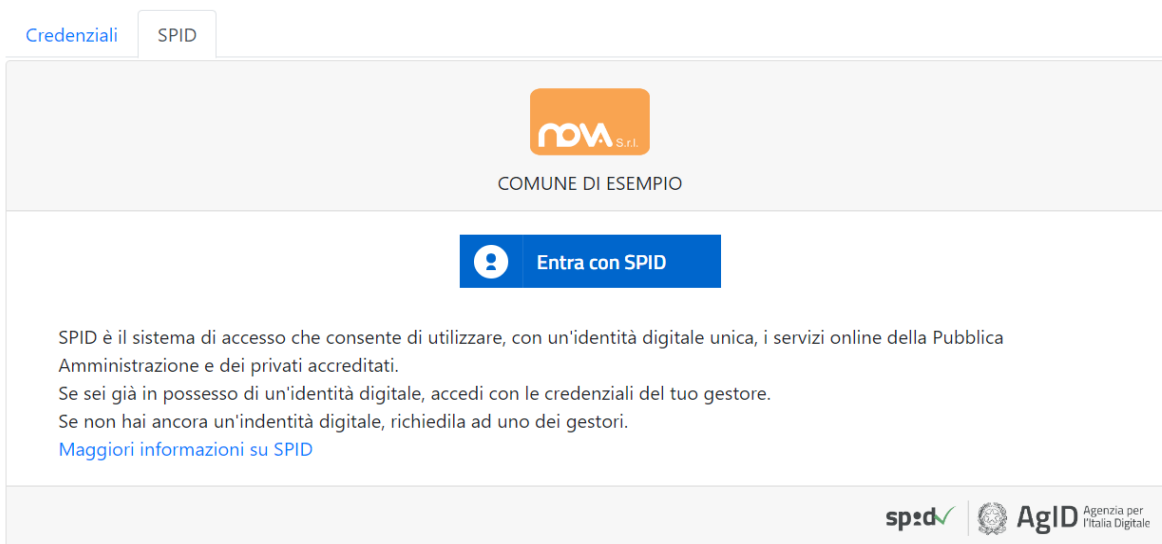 Credenziali SPID
NOVA S.r.l.
COMUNE DI ESEMPIO
Entra con SPID
SPID è il sistema di accesso che consente di utilizzare, con un'identità digitale unica, i servizi online della Pubblica
Amministrazione e dei privati accreditati.
Se sei già in possesso di un'identità digitale, accedi con le credenziali del tuo gestore.
Se non hai ancora un'indentità digitale, richiedila ad uno dei gestori.
Maggiori informazioni su SPID
spid AgID Agenzia per
l'Italia Digitale